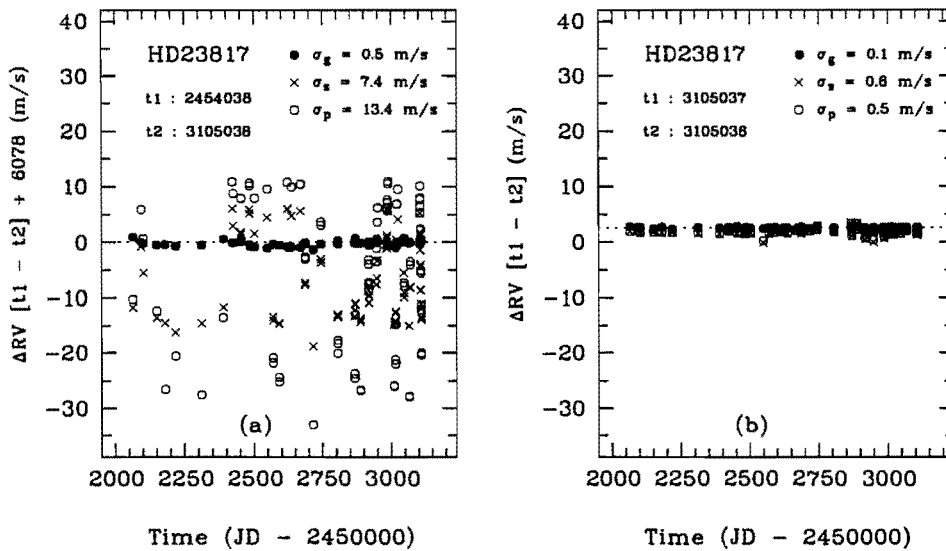 ΔRV [t1 - t2] + 6078 (m/s)
40
30
20
10
0
-10
-20
-30
HD23817
t1 : 2454038
t2 : 3105038
● σg = 0.5 m/s
× σs = 7.4 m/s
○ σp = 13.4 m/s
(a)
2000 2250 2500 2750 3000
Time (JD - 2450000)
ΔRV [t1 - t2] (m/s)
40
30
20
10
0
-10
-20
-30
HD23817
t1 : 3105037
t2 : 3105036
● σg = 0.1 m/s
× σs = 0.6 m/s
○ σp = 0.5 m/s
(b)
2000 2250 2500 2750 3000
Time (JD - 2450000)